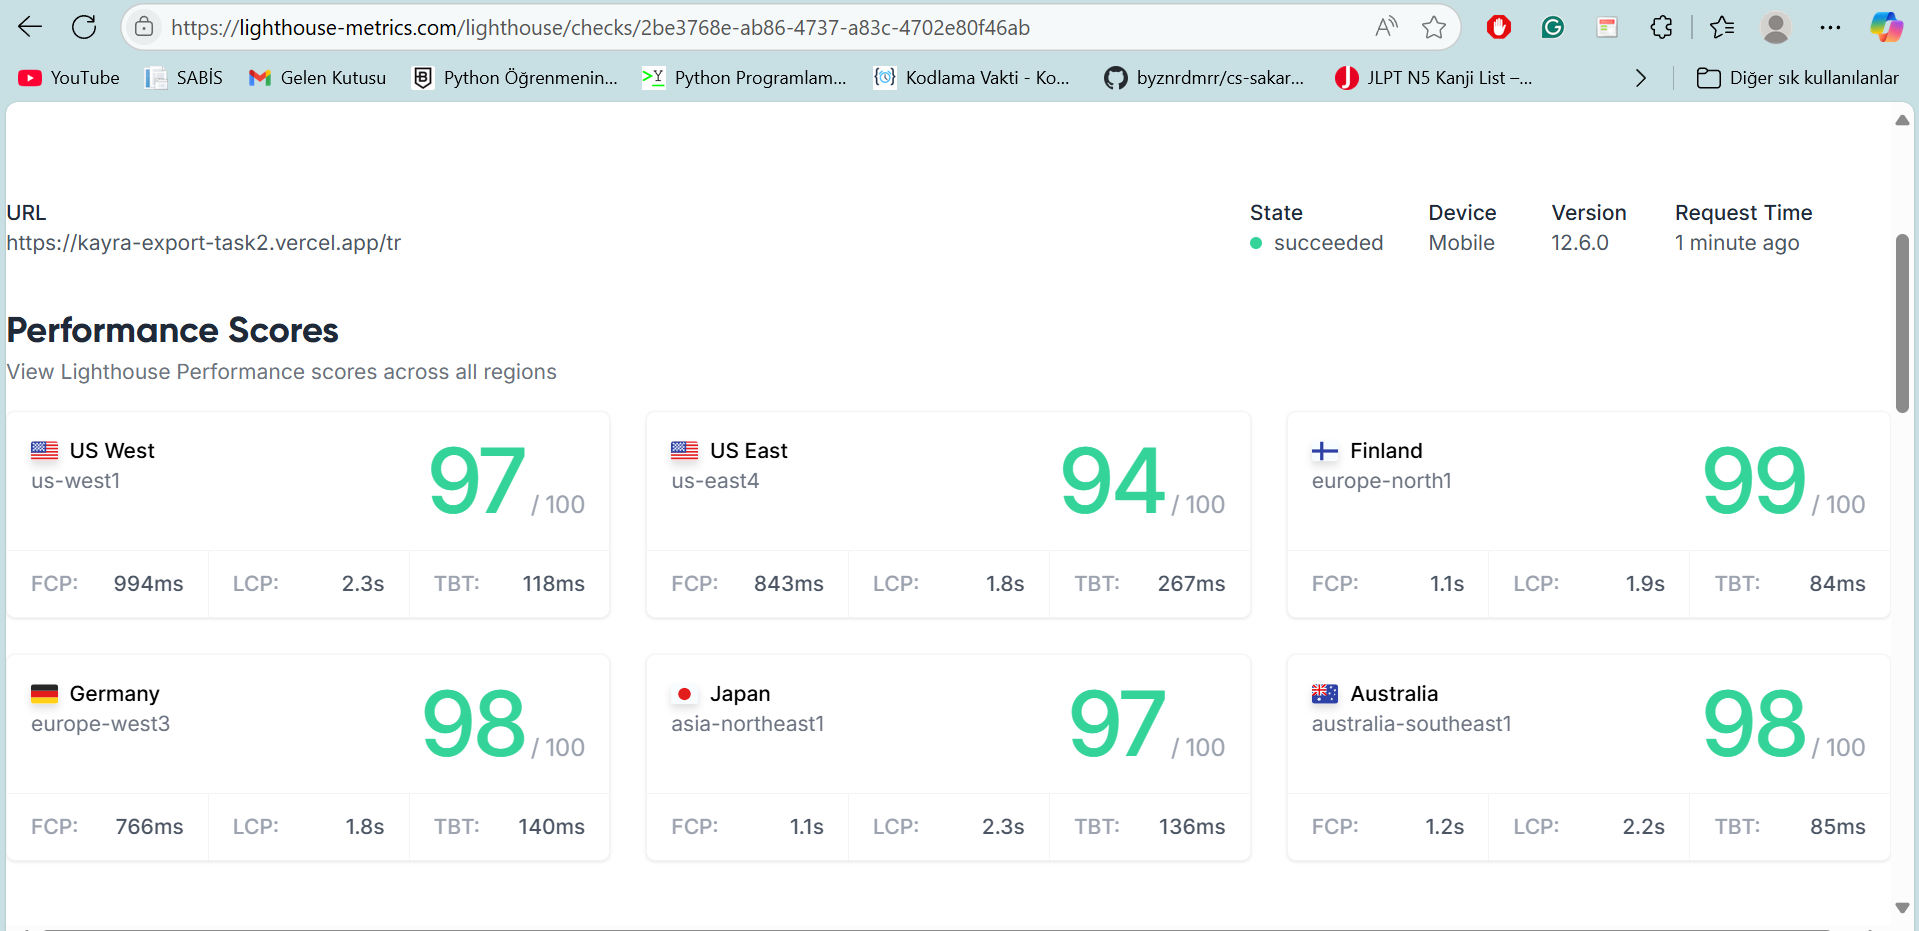 https://lighthouse-metrics.com/lighthouse/checks/2be3768e-ab86-4737-a83c-4702e80f46ab
YouTube SABİS Gelen Kutusu Python Öğrenmenin... Python Programlam... Kodlama Vakti - Ko... byznrdmrr/cs-sakar... JLPT N5 Kanji List –... Diğer sık kullanılanlar
URL State Device Version Request Time
https://kayra-export-task2.vercel.app/tr succeeded Mobile 12.6.0 1 minute ago
Performance Scores
View Lighthouse Performance scores across all regions
US West 97 / 100
us-west1
FCP: 994ms LCP: 2.3s TBT: 118ms
US East 94 / 100
us-east4
FCP: 843ms LCP: 1.8s TBT: 267ms
Finland 99 / 100
europe-north1
FCP: 1.1s LCP: 1.9s TBT: 84ms
Germany 98 / 100
europe-west3
FCP: 766ms LCP: 1.8s TBT: 140ms
Japan 97 / 100
asia-northeast1
FCP: 1.1s LCP: 2.3s TBT: 136ms
Australia 98 / 100
australia-southeast1
FCP: 1.2s LCP: 2.2s TBT: 85ms